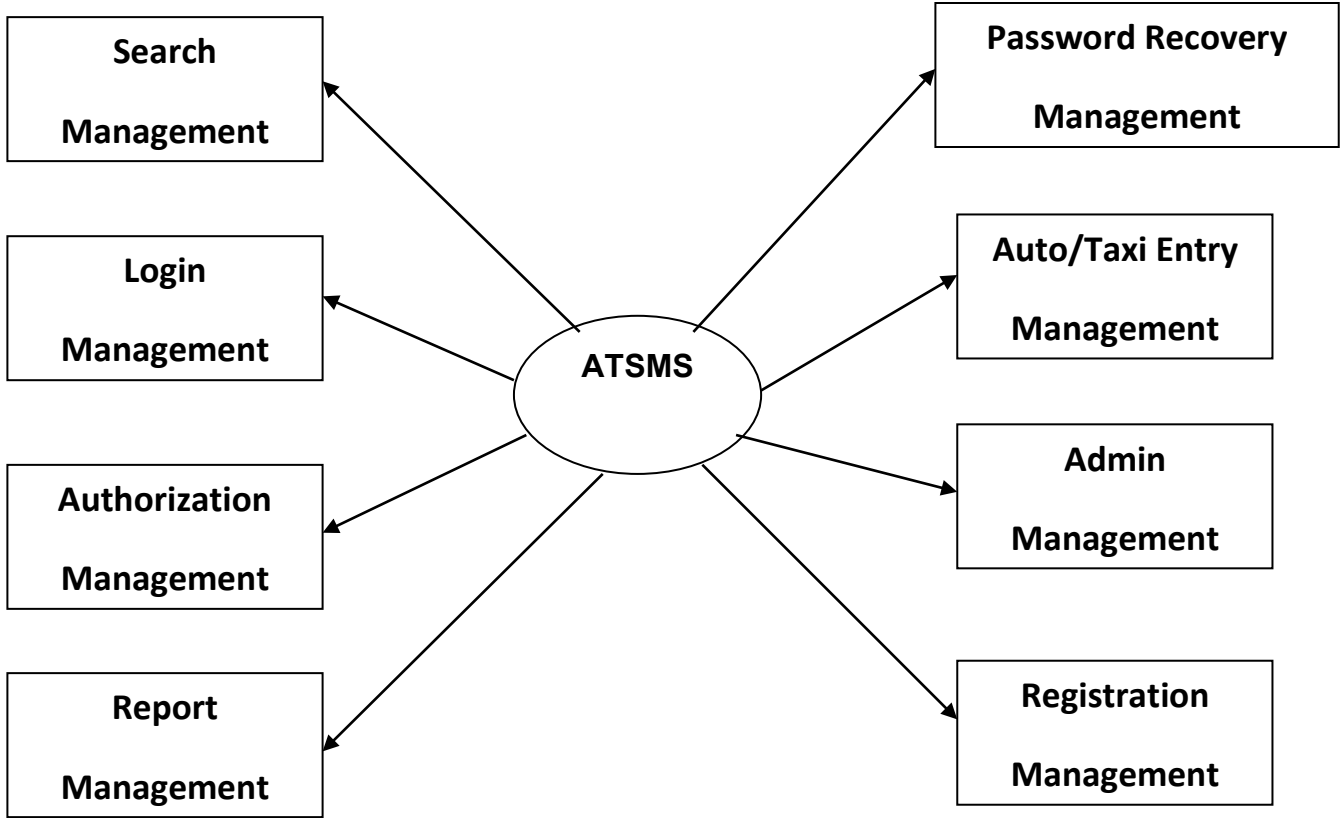 Search
Management
Password Recovery
Management
Login
Management
Auto/Taxi Entry
Management
ATSMS
Authorization
Management
Admin
Management
Report
Management
Registration
Management